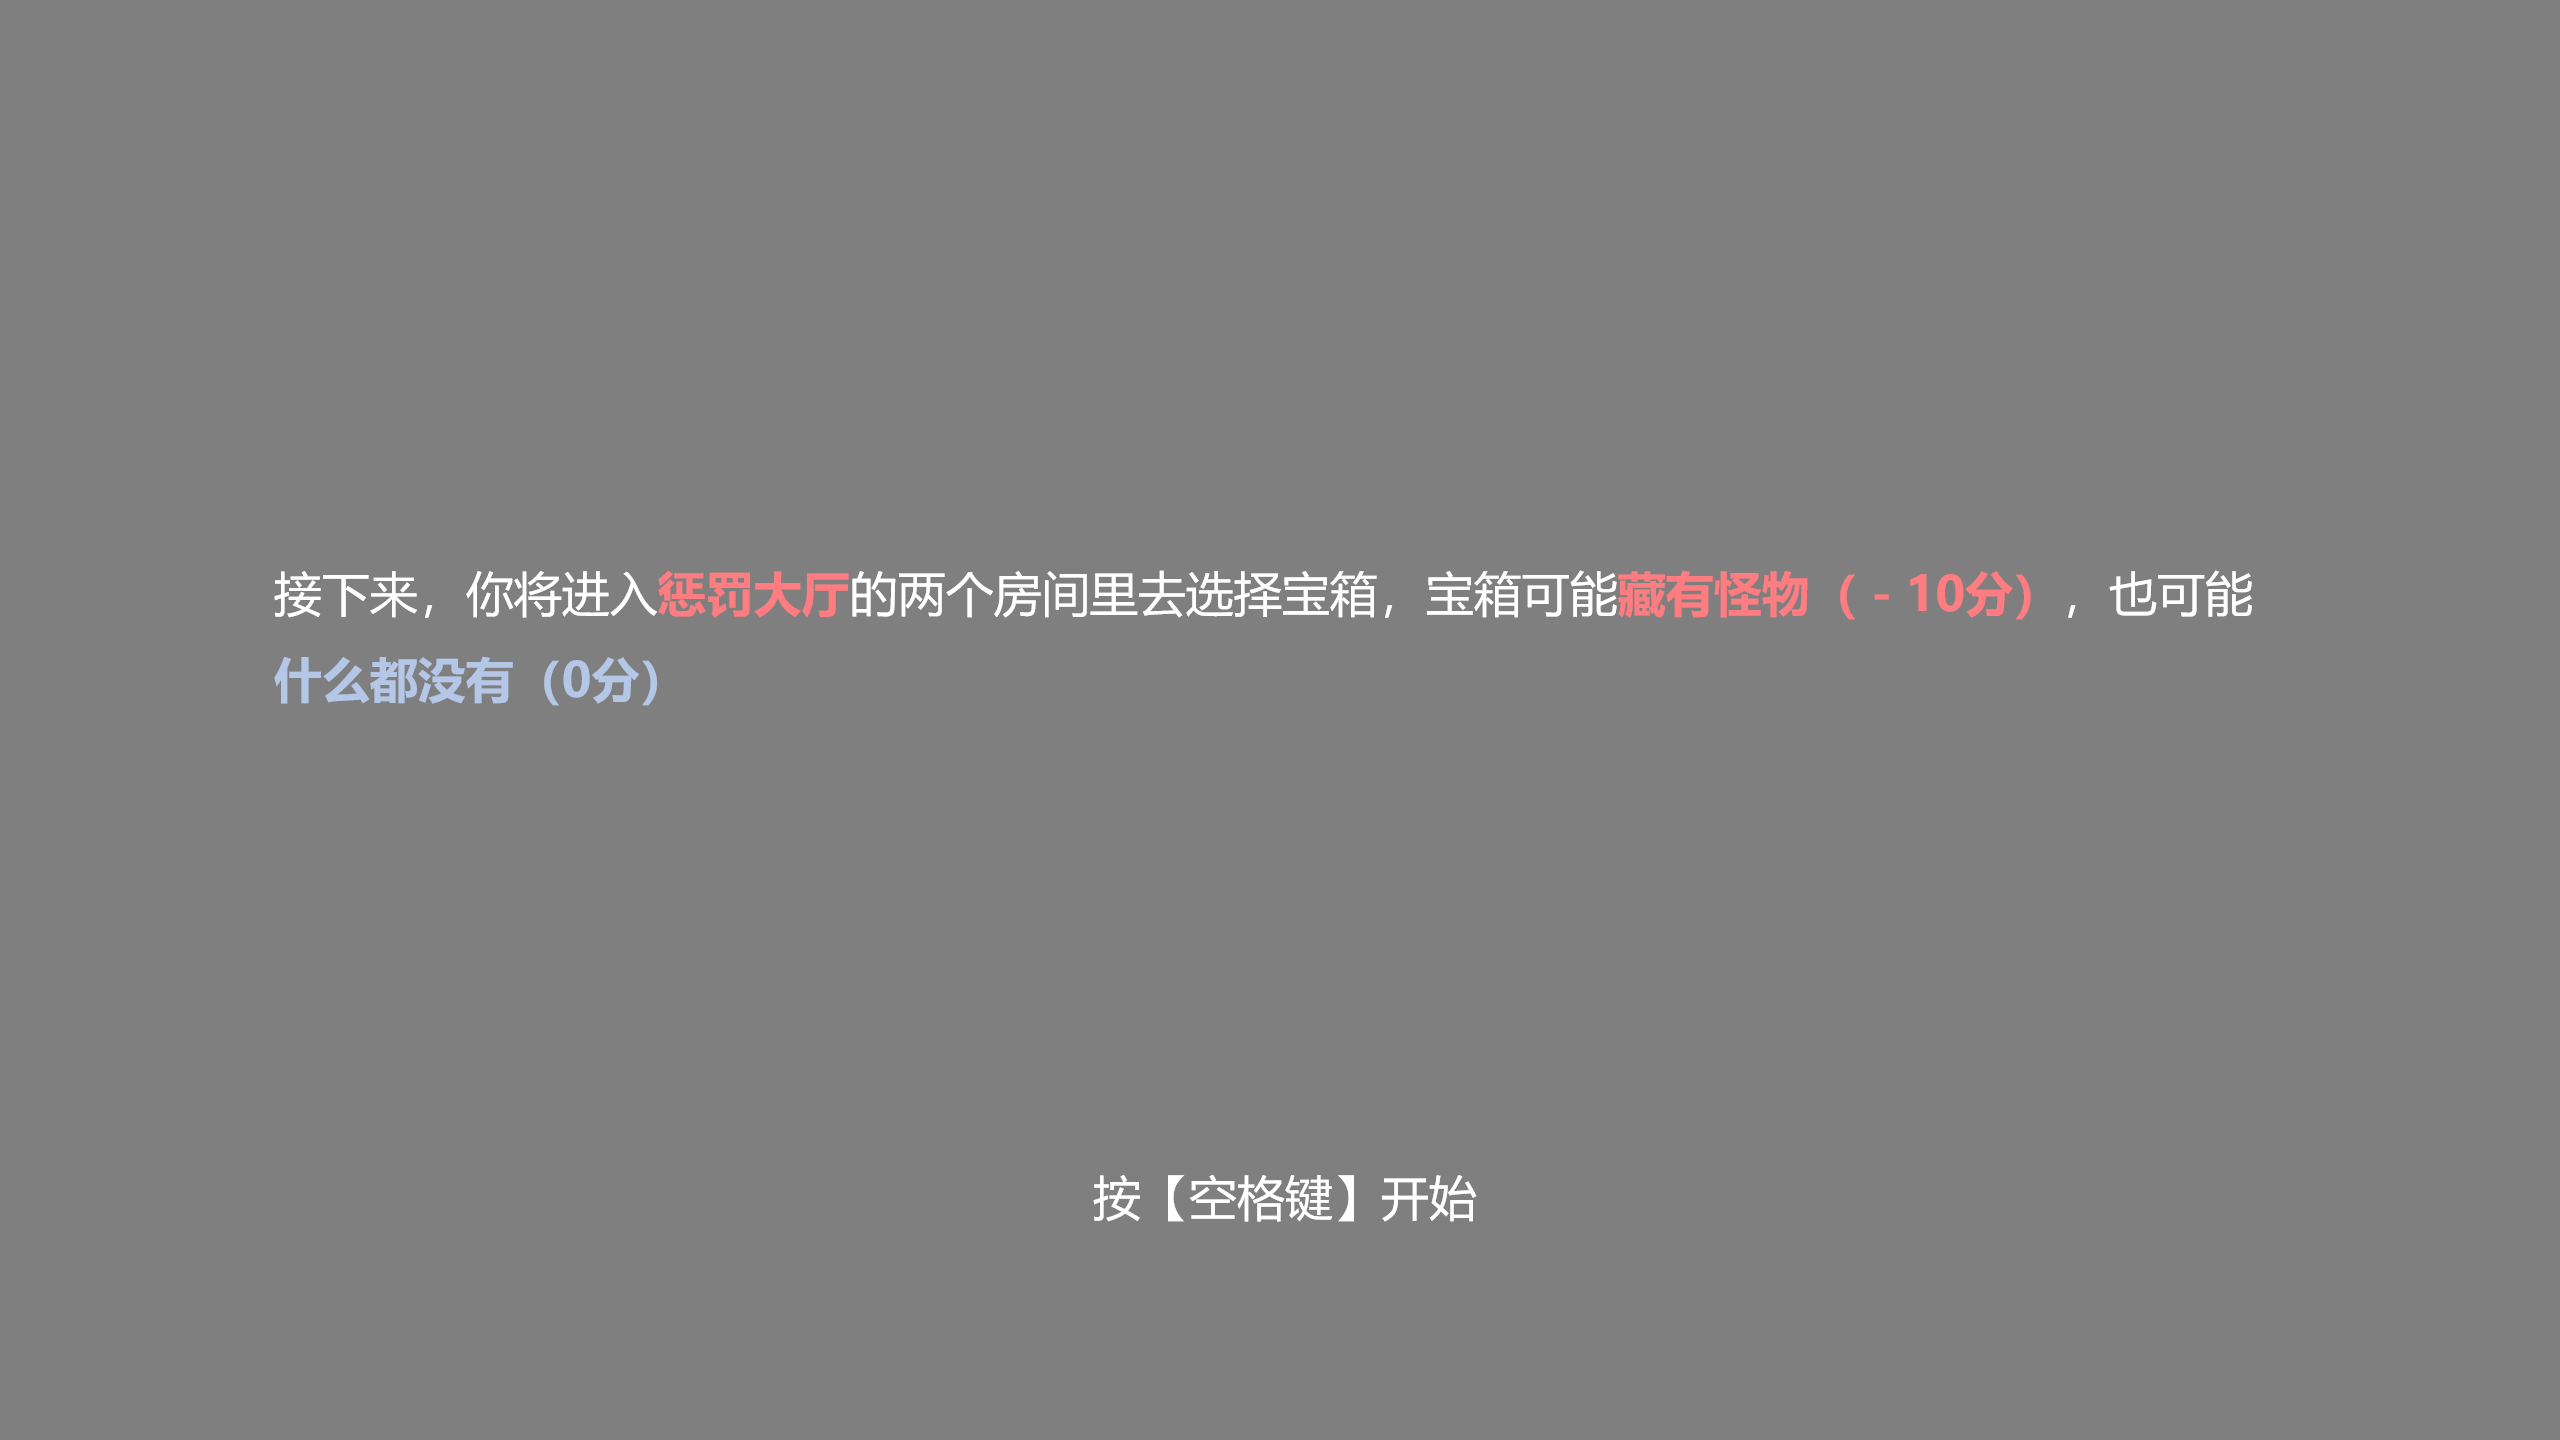 接下来，你将进入惩罚大厅的两个房间里去选择宝箱，宝箱可能藏有怪物（ - 10分），也可能
什么都没有（0分）
按【空格键】开始